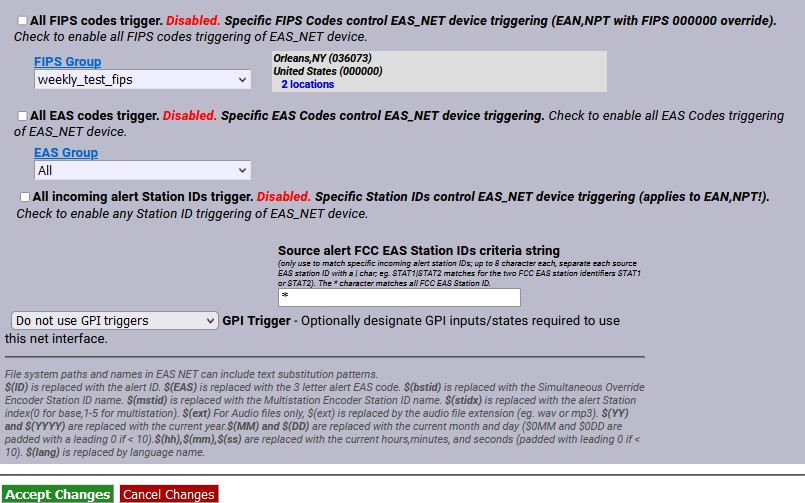 All FIPS codes trigger. Disabled. Specific FIPS Codes control EAS_NET device triggering (EAN,NPT with FIPS 000000 override).
Check to enable all FIPS codes triggering of EAS_NET device.
FIPS Group
weekly_test_fips
Orleans,NY (036073)
United States (000000)
2 locations
All EAS codes trigger. Disabled. Specific EAS Codes control EAS_NET device triggering. Check to enable all EAS Codes triggering
of EAS_NET device.
EAS Group
All
All incoming alert Station IDs trigger. Disabled. Specific Station IDs control EAS_NET device triggering (applies to EAN,NPT!).
Check to enable any Station ID triggering of EAS_NET device.
Source alert FCC EAS Station IDs criteria string
(only use to match specific incoming alert station IDs; up to 8 character each, separate each source
EAS station ID with a | char; eg. STAT1|STAT2 matches for the two FCC EAS station identifiers STAT1
or STAT2). The * character matches all FCC EAS Station ID.
*
Do not use GPI triggers GPI Trigger - Optionally designate GPI inputs/states required to use
this net interface.
File system paths and names in EAS NET can include text substitution patterns.
$(ID) is replaced with the alert ID. $(EAS) is replaced with the 3 letter alert EAS code. $(bstid) is replaced with the Simultaneous Override
Encoder Station ID name. $(mstid) is replaced with the Multistation Encoder Station ID name. $(stidx) is replaced with the alert Station
index(0 for base,1-5 for multistation). $(ext) For Audio files only, $(ext) is replaced by the audio file extension (eg. wav or mp3). $(YY)
and $(YYYY) are replaced with the current year.$(MM) and $(DD) are replaced with the current month and day ($0MM and $0DD are
padded with a leading 0 if < 10).$(hh),$(mm),$(ss) are replaced with the current hours,minutes, and seconds (padded with leading 0 if <
10). $(lang) is replaced by language name.
Accept Changes Cancel Changes